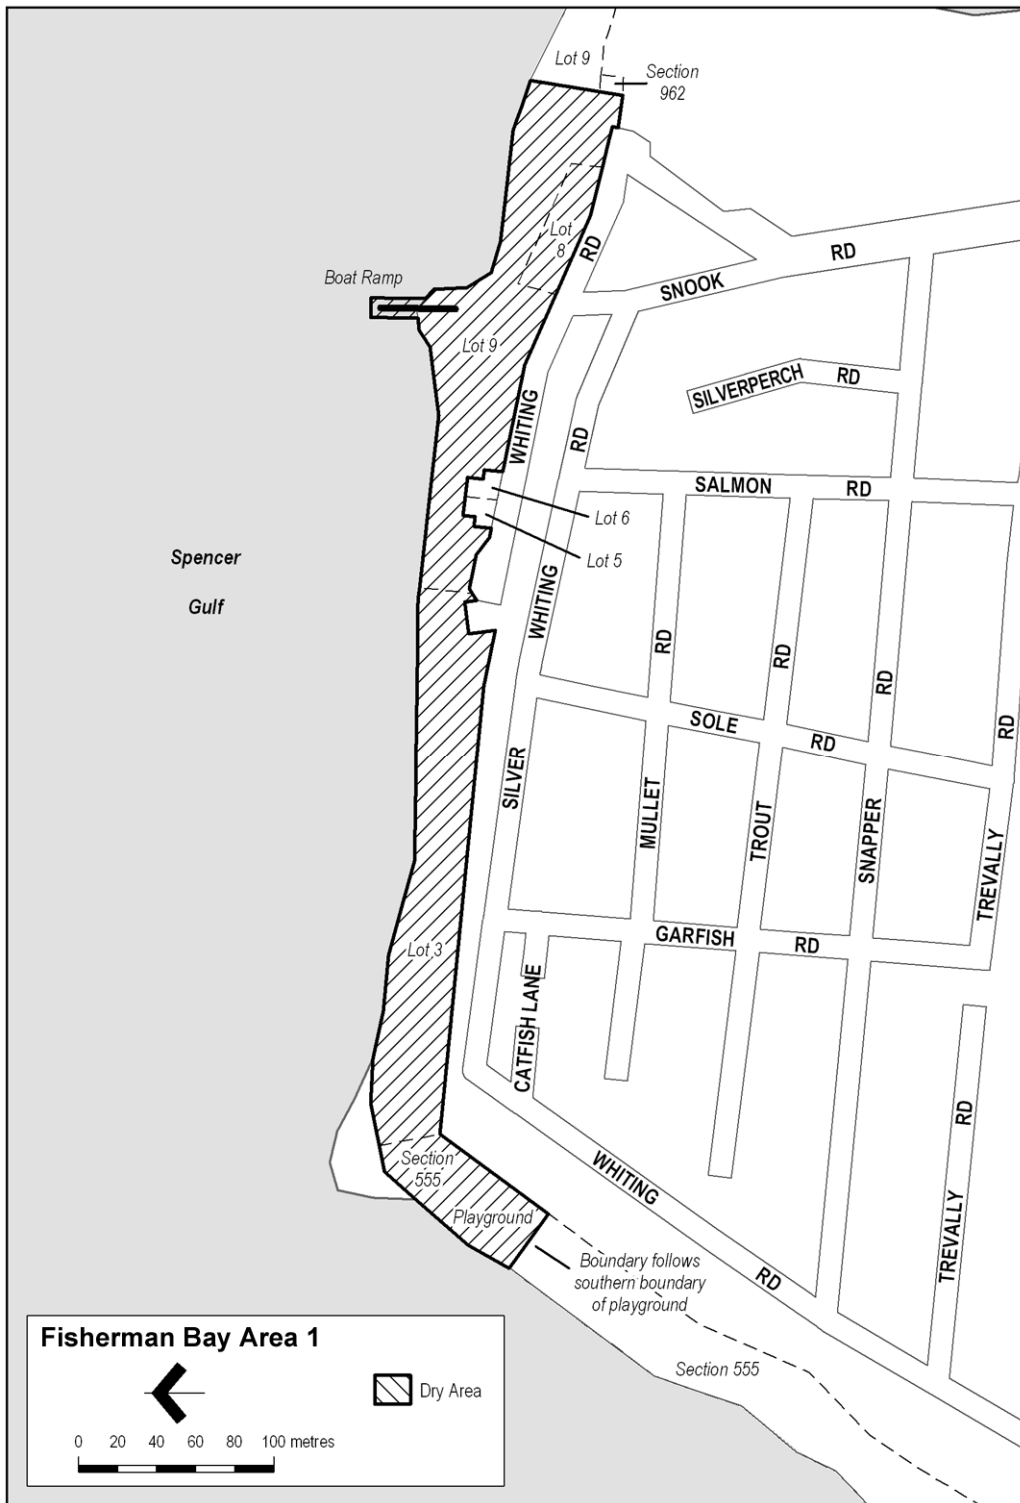 Lot 9
Section
962
Lot
8
RD
RD
SNOOK
Boat Ramp
Lot 9
SILVERPERCH
RD
WHITING
RD
SALMON
RD
Lot 6
Lot 5
Spencer
Gulf
WHITING
RD
RD
RD
RD
SOLE
RD
SILVER
MULLET
TROUT
SNAPPER
TREVALLY
GARFISH
RD
Lot 3
CATFISH LANE
RD
Section
555
WHITING
Playground
TREVALLY
RD
Boundary follows
southern boundary
of playground
Section 555
Fisherman Bay Area 1
Dry Area
0 20 40 60 80 100 metres